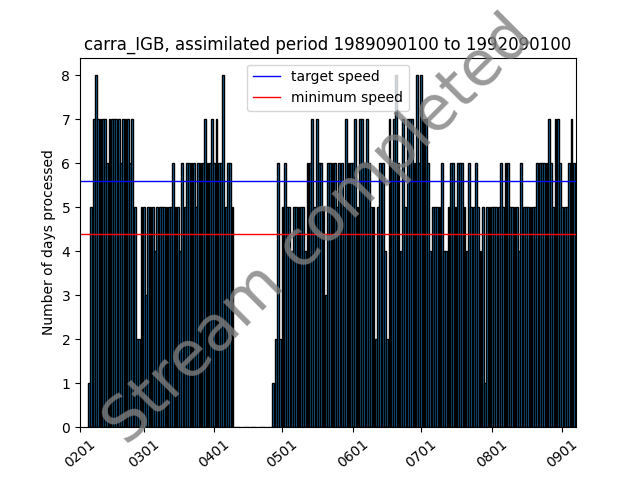 carra_IGB, assimilated period 1989090100 to 1992090100
target speed
minimum speed
Number of days processed
8
7
6
5
4
3
2
1
0
0201 0301 0401 0501 0601 0701 0801 0901
Stream completed